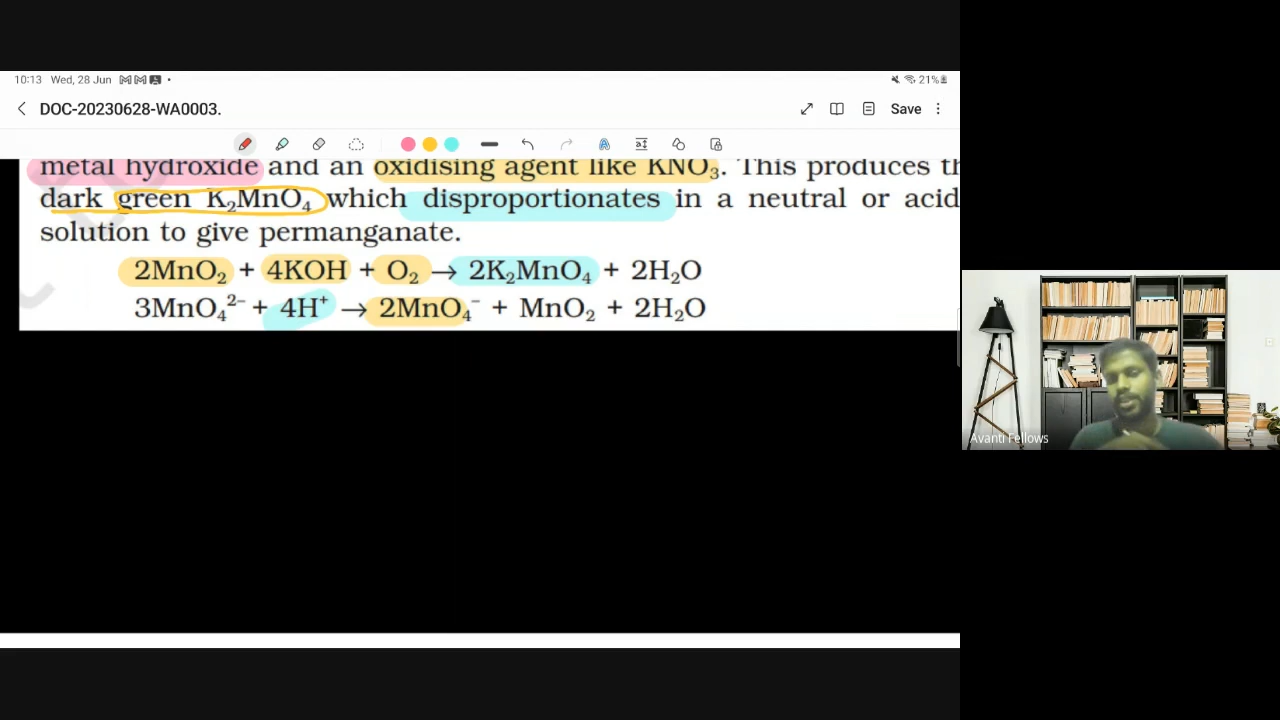 10:13 Wed, 28 Jun
21%
DOC-20230628-WA0003.
Save
metal hydroxide and an oxidising agent like KNO₃. This produces th
dark green K₂MnO₄ which disproportionates in a neutral or acid
solution to give permanganate.
2MnO₂ + 4KOH + O₂ → 2K₂MnO₄ + 2H₂O
3MnO₄²⁻ + 4H⁺ → 2MnO₄⁻ + MnO₂ + 2H₂O
Avanti Fellows